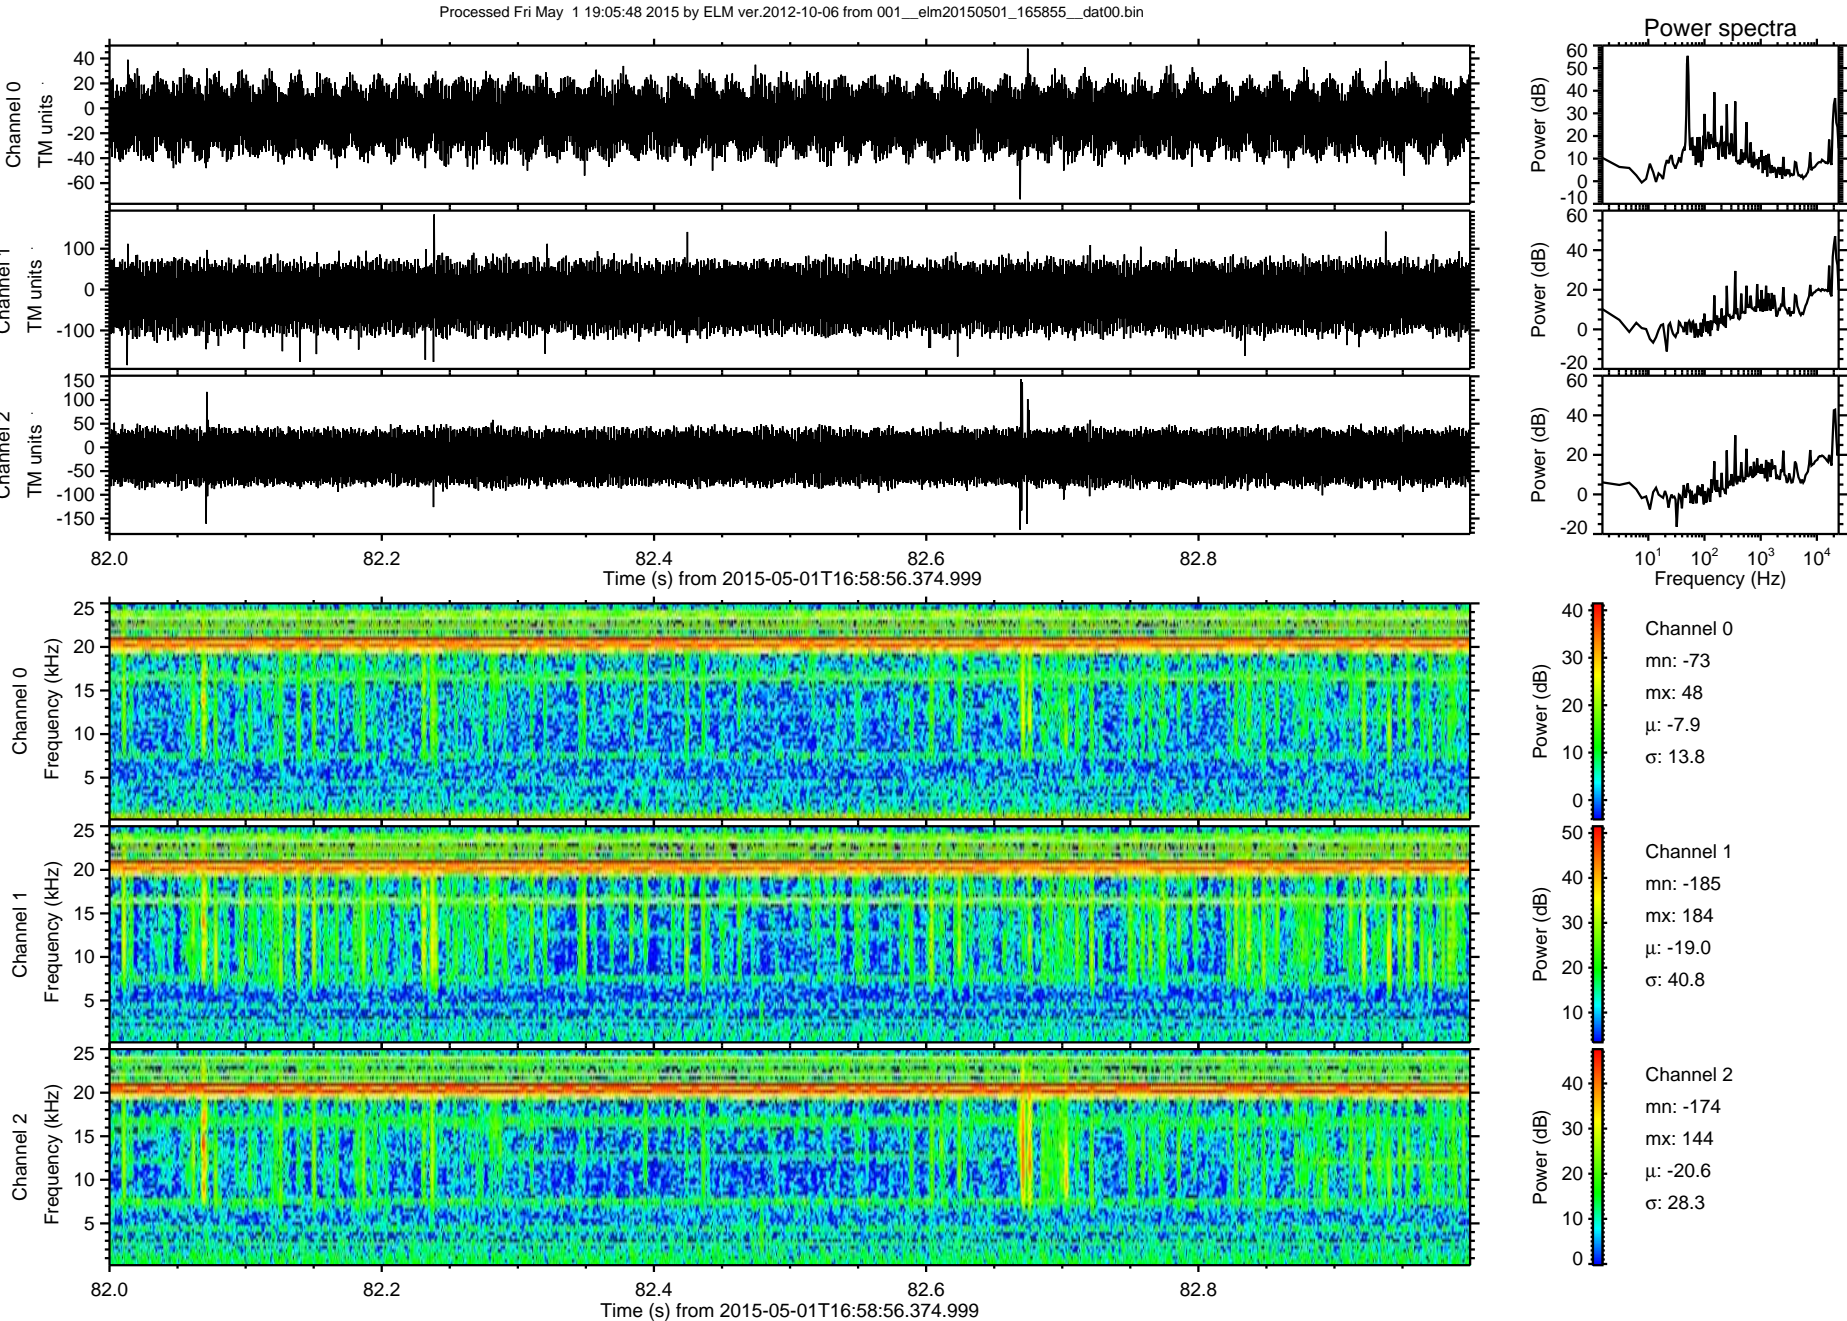 Processed Fri May  1 19:05:48 2015 by ELM ver.2012-10-06 from 001__elm20150501_165855__dat00.bin
Power spectra
Channel 0
TM units
40
20
0
-20
-40
-60
Power (dB)
60
50
40
30
20
10
0
-10
Channel 1
TM units
100
0
-100
Power (dB)
60
40
20
0
-20
Channel 2
TM units
150
100
50
0
-50
-100
-150
Power (dB)
60
40
20
0
-20
82.0 82.2 82.4 82.6 82.8
Time (s) from 2015-05-01T16:58:56.374.999
10¹ 10² 10³ 10⁴
Frequency (Hz)
Channel 0
Frequency (kHz)
25
20
15
10
5
Power (dB)
40
30
20
10
0
Channel 0
mn: -73
mx: 48
μ: -7.9
σ: 13.8
Channel 1
Frequency (kHz)
25
20
15
10
5
Power (dB)
50
40
30
20
10
Channel 1
mn: -185
mx: 184
μ: -19.0
σ: 40.8
Channel 2
Frequency (kHz)
25
20
15
10
5
Power (dB)
40
30
20
10
0
Channel 2
mn: -174
mx: 144
μ: -20.6
σ: 28.3
82.0 82.2 82.4 82.6 82.8
Time (s) from 2015-05-01T16:58:56.374.999